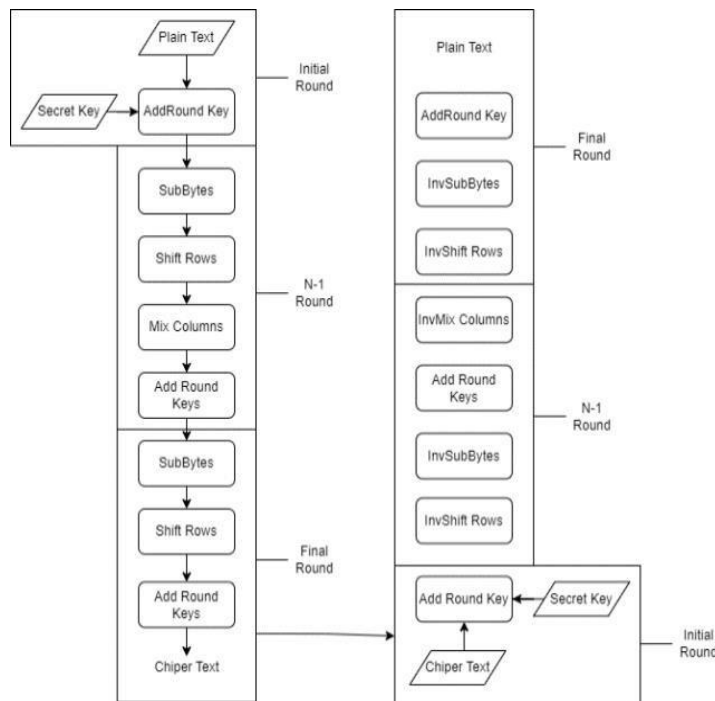 Plain Text
Initial
Round
Secret Key
AddRound Key
SubBytes
Shift Rows
N-1
Round
Mix Columns
Add Round
Keys
SubBytes
Shift Rows
Final
Round
Add Round
Keys
Chiper Text
Plain Text
AddRound Key
Final
Round
InvSubBytes
InvShift Rows
InvMix Columns
Add Round
Keys
N-1
Round
InvSubBytes
InvShift Rows
Add Round Key
Secret Key
Initial
Round
Chiper Text